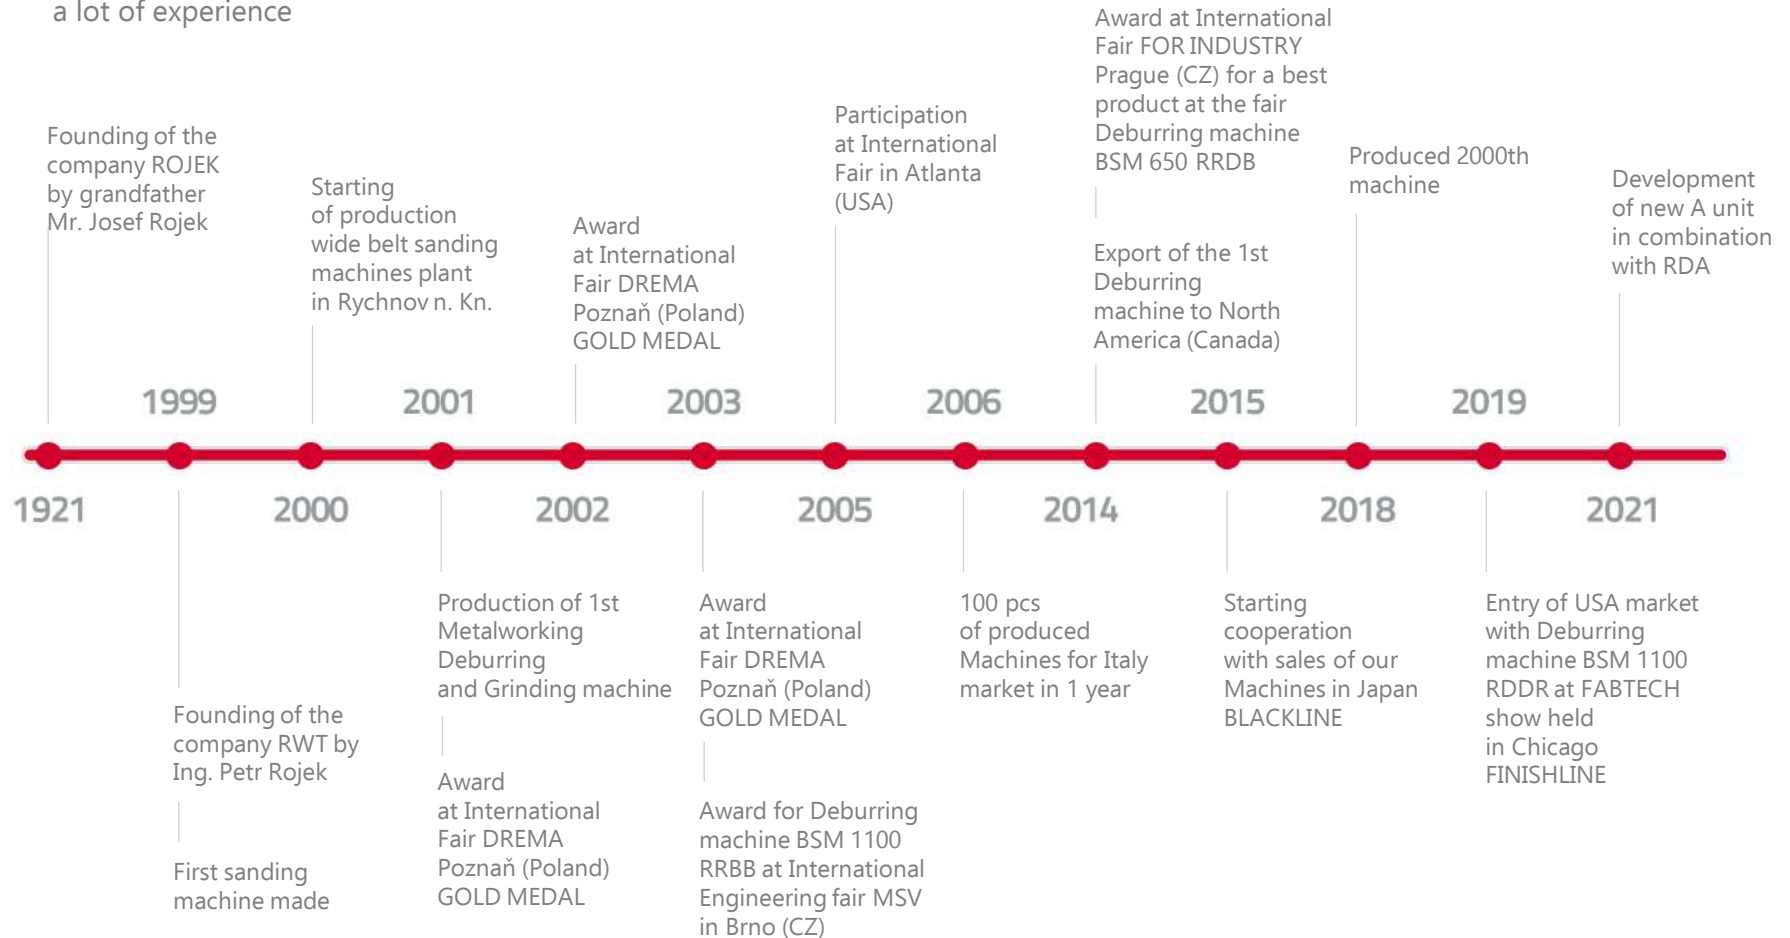 a lot of experience
Founding of the
company ROJEK
by grandfather
Mr. Josef Rojek
Starting
of production
wide belt sanding
machines plant
in Rychnov n. Kn.
Award
at International
Fair DREMA
Poznaň (Poland)
GOLD MEDAL
Participation
at International
Fair in Atlanta
(USA)
Award at International
Fair FOR INDUSTRY
Prague (CZ) for a best
product at the fair
Deburring machine
BSM 650 RRDB
Export of the 1st
Deburring
machine to North
America (Canada)
Produced 2000th
machine
Development
of new A unit
in combination
with RDA
1999
2001
2003
2006
2015
2019
1921
2000
2002
2005
2014
2018
2021
Founding of the
company RWT by
Ing. Petr Rojek
First sanding
machine made
Production of 1st
Metalworking
Deburring
and Grinding machine
Award
at International
Fair DREMA
Poznaň (Poland)
GOLD MEDAL
Award
at International
Fair DREMA
Poznaň (Poland)
GOLD MEDAL
Award for Deburring
machine BSM 1100
RRBB at International
Engineering fair MSV
in Brno (CZ)
100 pcs
of produced
Machines for Italy
market in 1 year
Starting
cooperation
with sales of our
Machines in Japan
BLACKLINE
Entry of USA market
with Deburring
machine BSM 1100
RDDR at FABTECH
show held
in Chicago
FINISHLINE